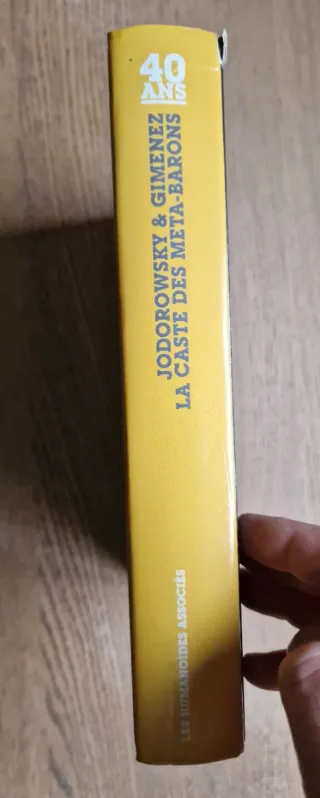 40
ANS
JODOROWSKY & GIMENEZ
LA CASTE DES META-BARONS
LES HUMANOÏDES ASSOCIÉS